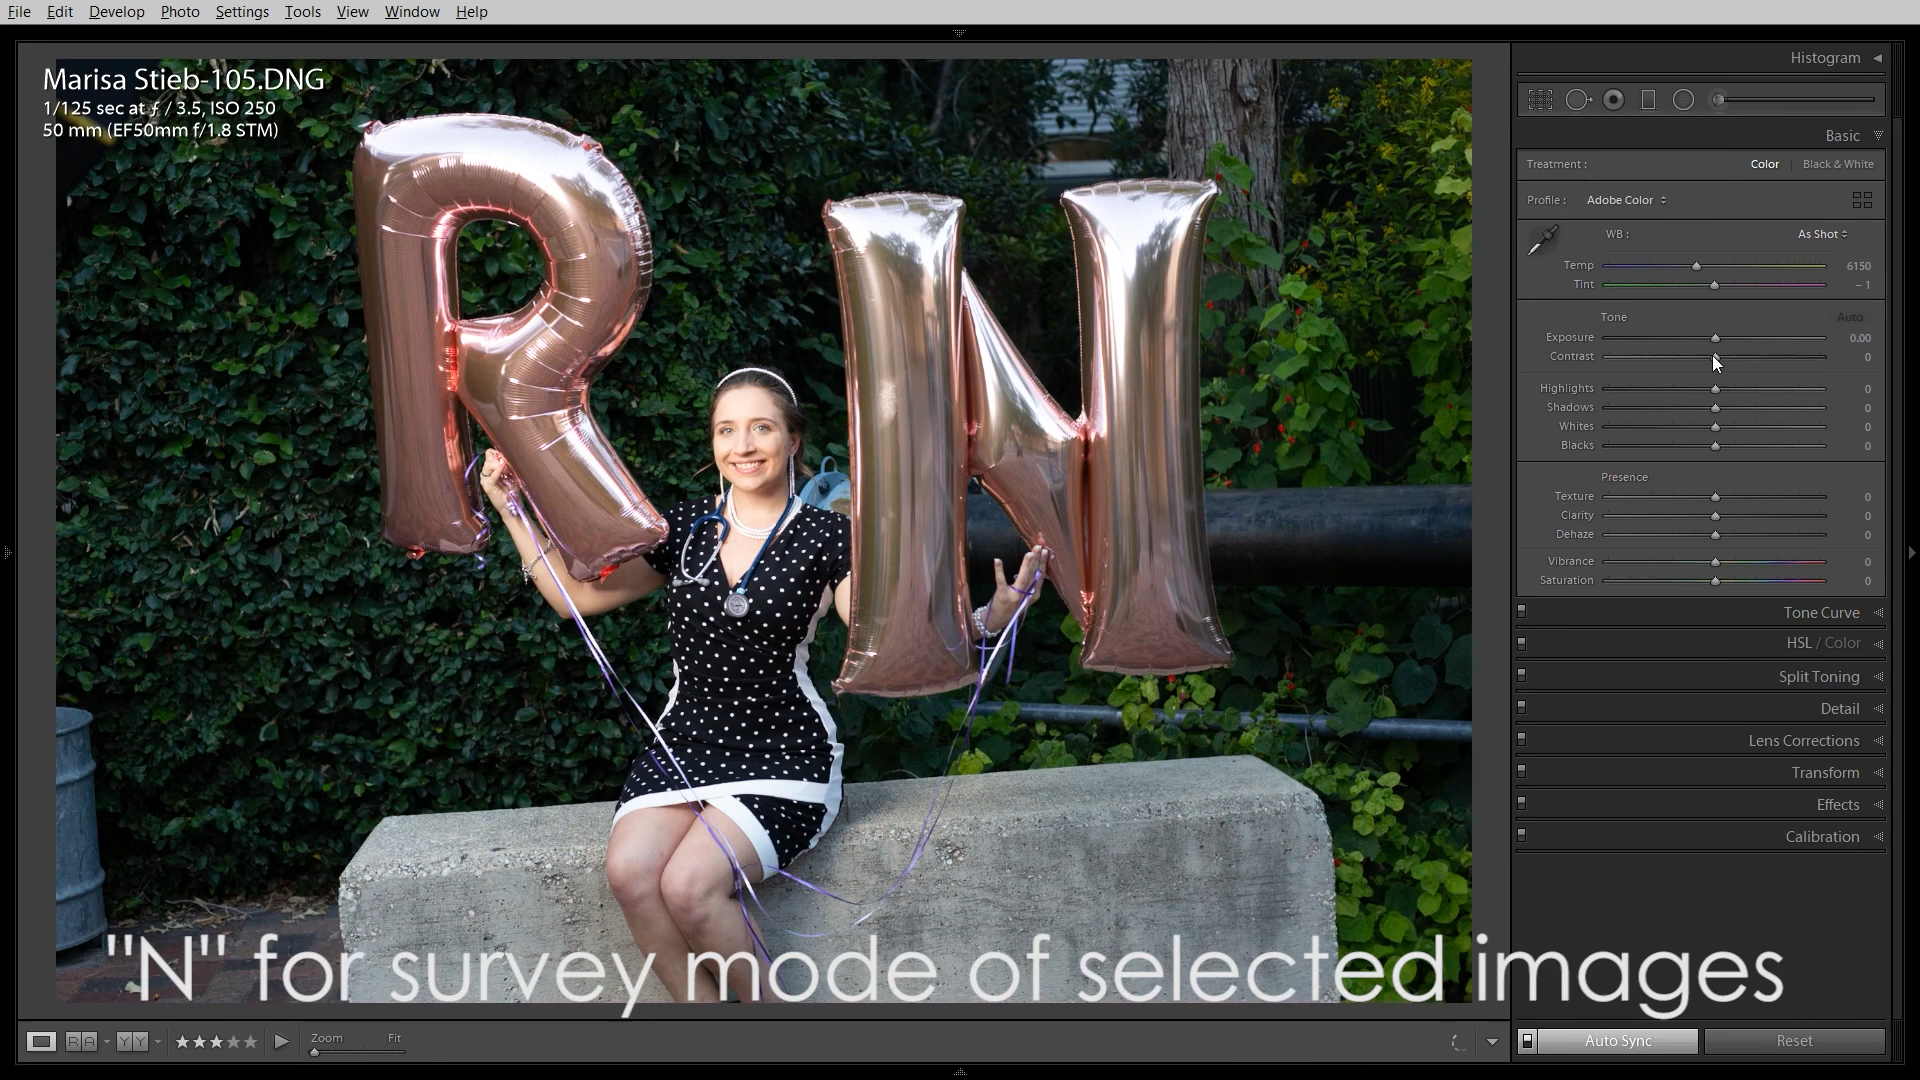 File Edit Develop Photo Settings Tools View Window Help
Marisa Stieb-105.DNG
1/125 sec at ƒ / 3.5, ISO 250
50 mm (EF50mm f/1.8 STM)
R N
"N" for survey mode of selected images
Histogram
Basic
Treatment : Color Black & White
Profile : Adobe Color
WB : As Shot
Temp 6150
Tint – 1
Tone Auto
Exposure 0.00
Contrast 0
Highlights 0
Shadows 0
Whites 0
Blacks 0
Presence
Texture 0
Clarity 0
Dehaze 0
Vibrance 0
Saturation 0
Tone Curve
HSL / Color
Split Toning
Detail
Lens Corrections
Transform
Effects
Calibration
R A Y Y Zoom Fit
Auto Sync Reset